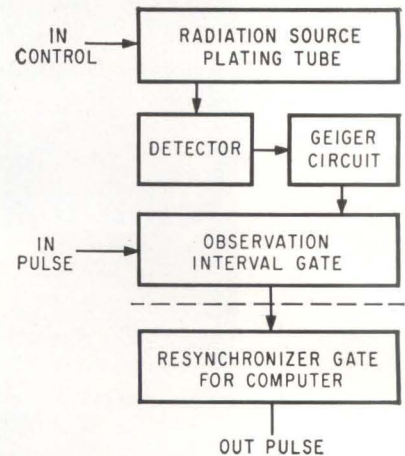 IN
CONTROL
RADIATION SOURCE
PLATING TUBE
DETECTOR
GEIGER
CIRCUIT
IN
PULSE
OBSERVATION
INTERVAL GATE
RESYNCHRONIZER GATE
FOR COMPUTER
OUT PULSE